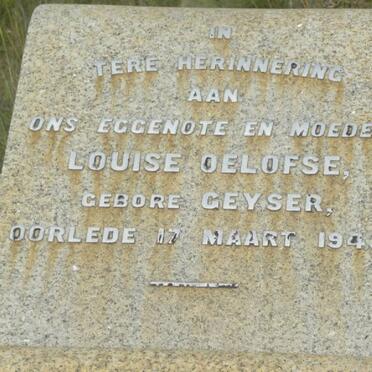 IN
TERE HERINNERING
AAN
ONS EGGENOTE EN MOEDE
LOUISE OELOFSE,
GEBORE GEYSER,
OORLEDE 17 MAART 194